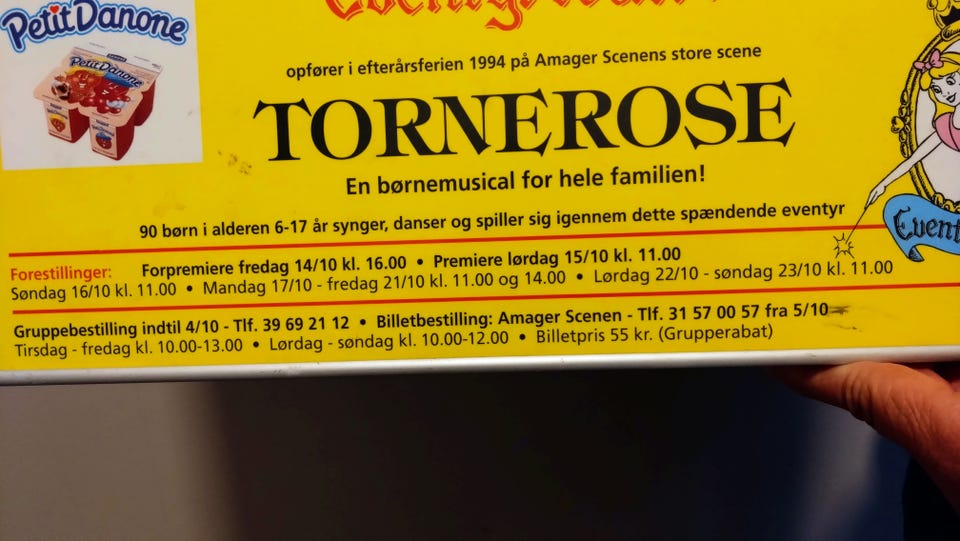 Petit Danone
Petit Danone
opfører i efterårsferien 1994 på Amager Scenens store scene
TORNEROSE
En børnemusical for hele familien!
90 børn i alderen 6-17 år synger, danser og spiller sig igennem dette spændende eventyr
Forestillinger: Forpremiere fredag 14/10 kl. 16.00 • Premiere lørdag 15/10 kl. 11.00
Søndag 16/10 kl. 11.00 • Mandag 17/10 - fredag 21/10 kl. 11.00 og 14.00 • Lørdag 22/10 - søndag 23/10 kl. 11.00
Gruppebestilling indtil 4/10 - Tlf. 39 69 21 12 • Billetbestilling: Amager Scenen - Tlf. 31 57 00 57 fra 5/10
Tirsdag - fredag kl. 10.00-13.00 • Lørdag - søndag kl. 10.00-12.00 • Billetpris 55 kr. (Grupperabat)
Event